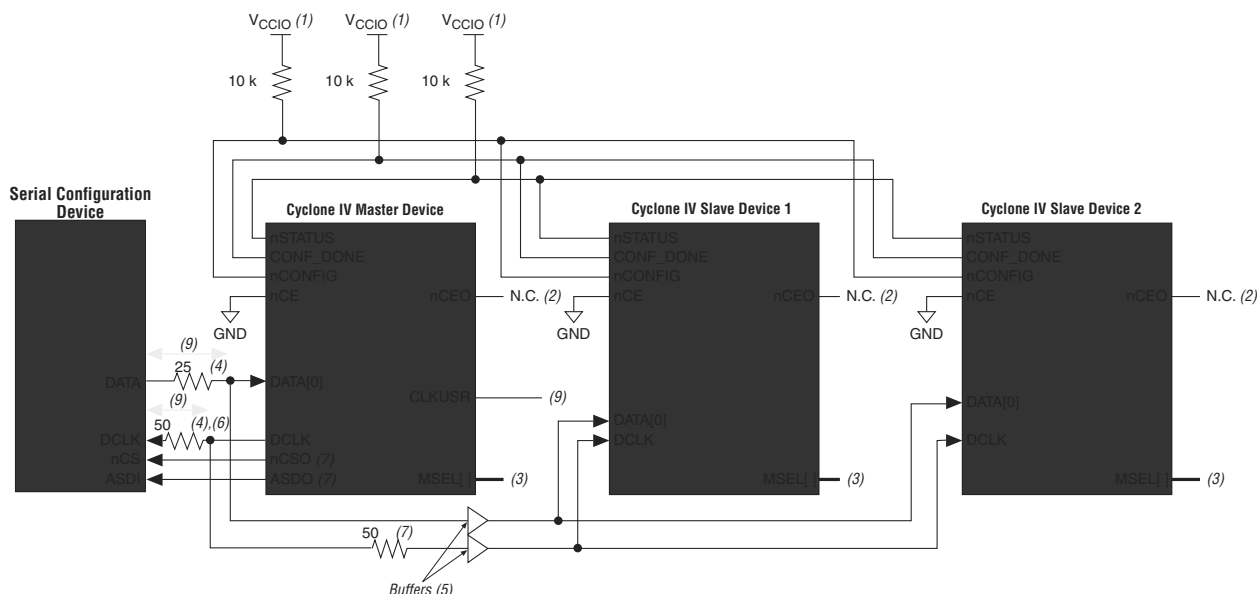 VCCIO (1) VCCIO (1) VCCIO (1)
10 k 10 k 10 k
Serial Configuration
Device
Cyclone IV Master Device
Cyclone IV Slave Device 1
Cyclone IV Slave Device 2
nSTATUS nSTATUS nSTATUS
CONF_DONE CONF_DONE CONF_DONE
nCONFIG nCONFIG nCONFIG
nCE nCEO N.C. (2) nCE nCEO N.C. (2) nCE nCEO N.C. (2)
GND GND GND
(9)
25 (4)
DATA DATA[0]
(9) CLKUSR (9) DATA[0]
DATA[0]
50 (4),(6)
DCLK DCLK DCLK DCLK
nCS nCSO (7)
ASDI ASDO (7) MSEL[ ] (3) MSEL[ ] (3) MSEL[ ] (3)
50 (7)
Buffers (5)